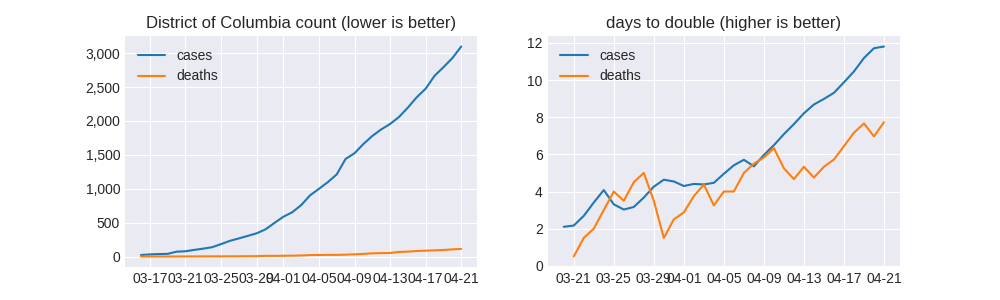 District of Columbia count (lower is better)
cases
deaths
3,000
2,500
2,000
1,500
1,000
500
0
03-17 03-21 03-25 03-29 04-01 04-05 04-09 04-13 04-17 04-21
days to double (higher is better)
cases
deaths
12
10
8
6
4
2
0
03-21 03-25 03-29 04-01 04-05 04-09 04-13 04-17 04-21